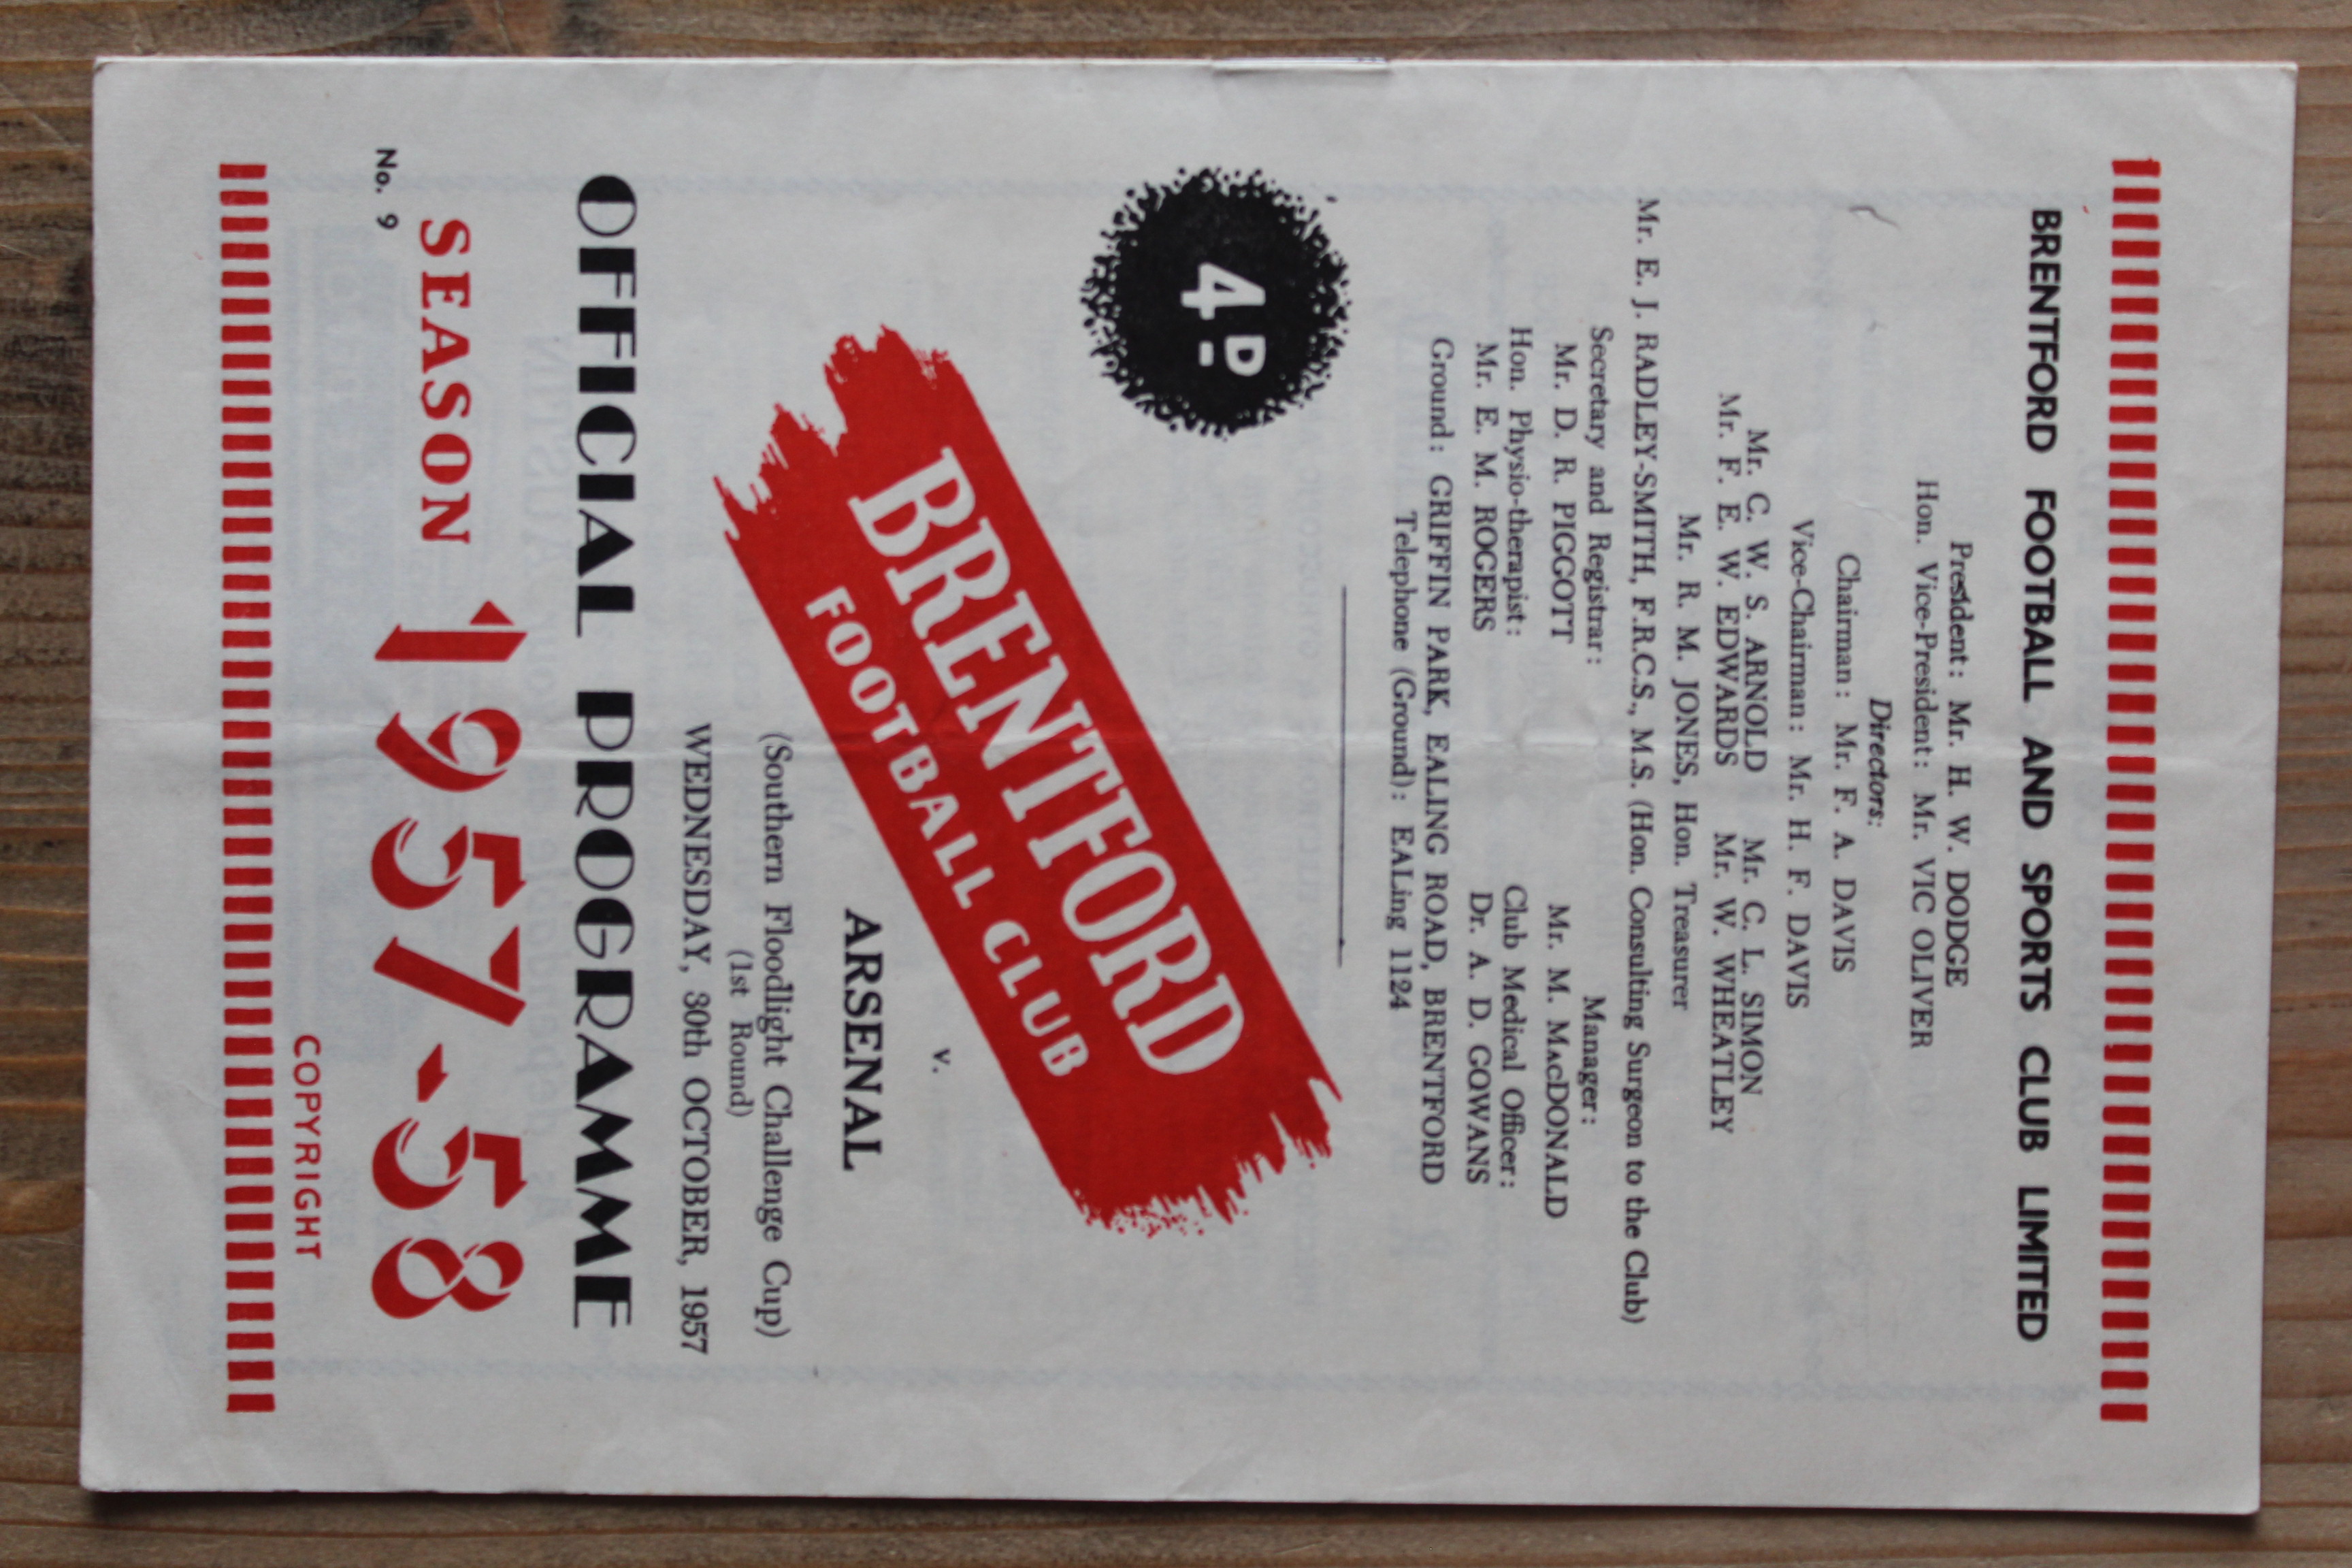 BRENTFORD FOOTBALL AND SPORTS CLUB LIMITED
President: Mr. H. W. DODGE
Hon. Vice-President: Mr. VIC OLIVER
Directors:
Chairman: Mr. F. A. DAVIS
Vice-Chairman: Mr. H. F. DAVIS
Mr. C. W. S. ARNOLD Mr. C. L. SIMON
Mr. F. E. W. EDWARDS Mr. W. WHEATLEY
Mr. R. M. JONES, Hon. Treasurer
Mr. E. J. RADLEY-SMITH, F.R.C.S., M.S. (Hon. Consulting Surgeon to the Club)
Secretary and Registrar: Manager:
Mr. D. R. PIGGOTT Mr. M. MacDONALD
Hon. Physio-therapist: Club Medical Officer:
Mr. E. M. ROGERS Dr. A. D. GOWANS
Ground: GRIFFIN PARK, EALING ROAD, BRENTFORD
Telephone (Ground): EALing 1124
4D
BRENTFORD
FOOTBALL CLUB
v.
ARSENAL
(Southern Floodlight Challenge Cup)
(1st Round)
WEDNESDAY, 30th OCTOBER, 1957
OFFICIAL PROGRAMME
SEASON 1957-58
No. 9
COPYRIGHT